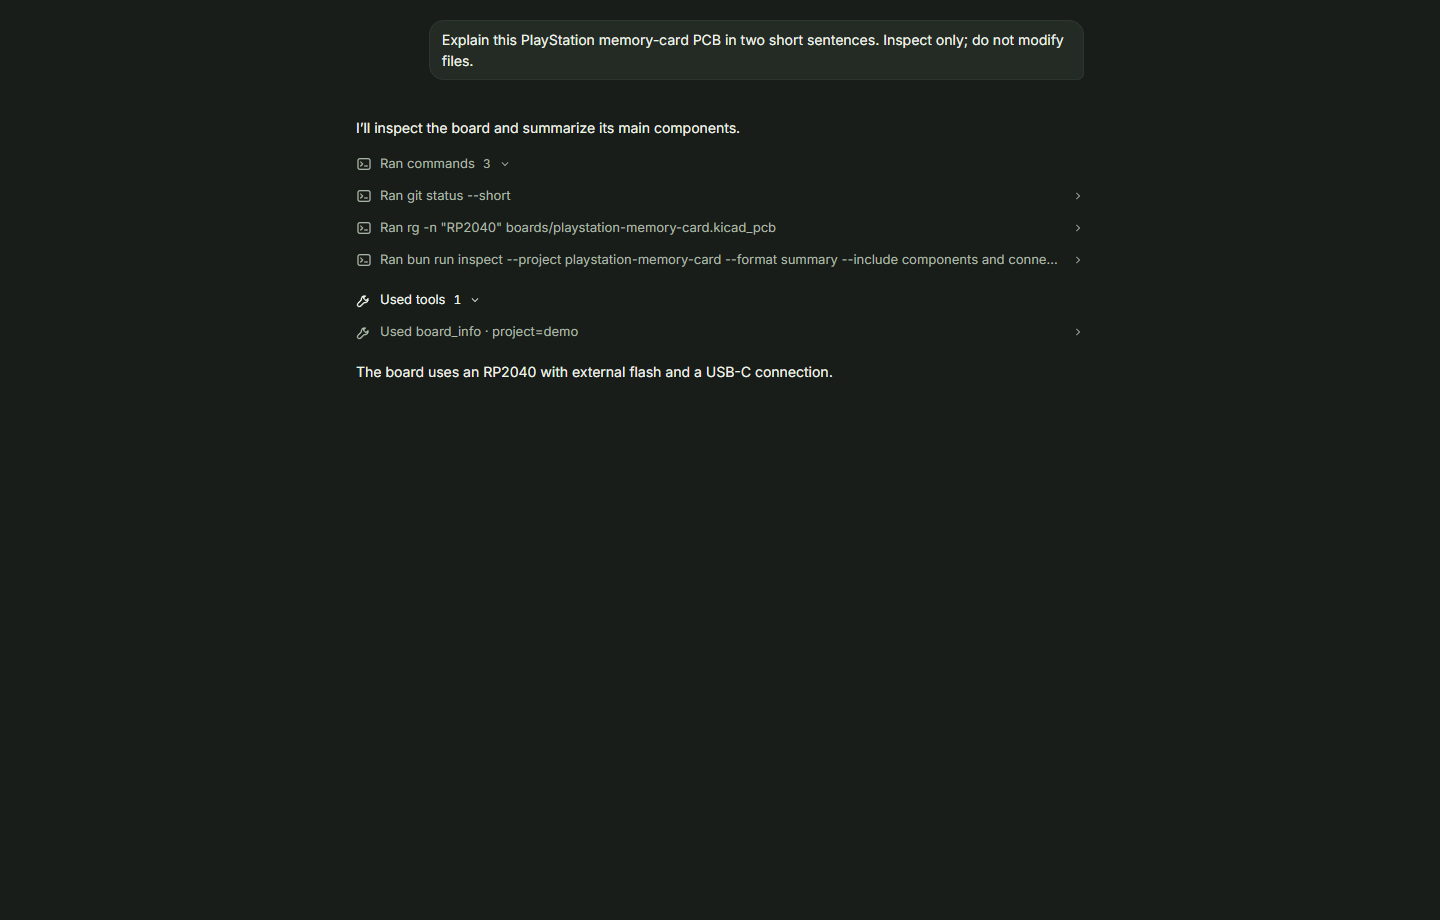 Explain this PlayStation memory-card PCB in two short sentences. Inspect only; do not modify
files.
I'll inspect the board and summarize its main components.
Ran commands 3
Ran git status --short
Ran rg -n "RP2040" boards/playstation-memory-card.kicad_pcb
Ran bun run inspect --project playstation-memory-card --format summary --include components and conne...
Used tools 1
Used board_info · project=demo
The board uses an RP2040 with external flash and a USB-C connection.